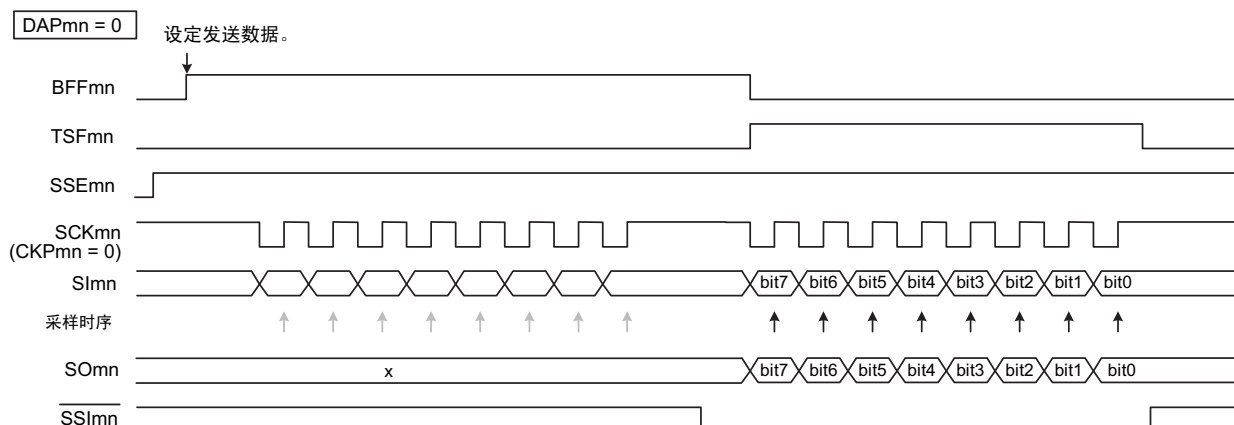 DAPmn = 0
设定发送数据。
BFFmn
TSFmn
SSEmn
SCKmn
(CKPmn = 0)
SImn
bit7 bit6 bit5 bit4 bit3 bit2 bit1 bit0
采样时序
SOmn
x
bit7 bit6 bit5 bit4 bit3 bit2 bit1 bit0
SSImn